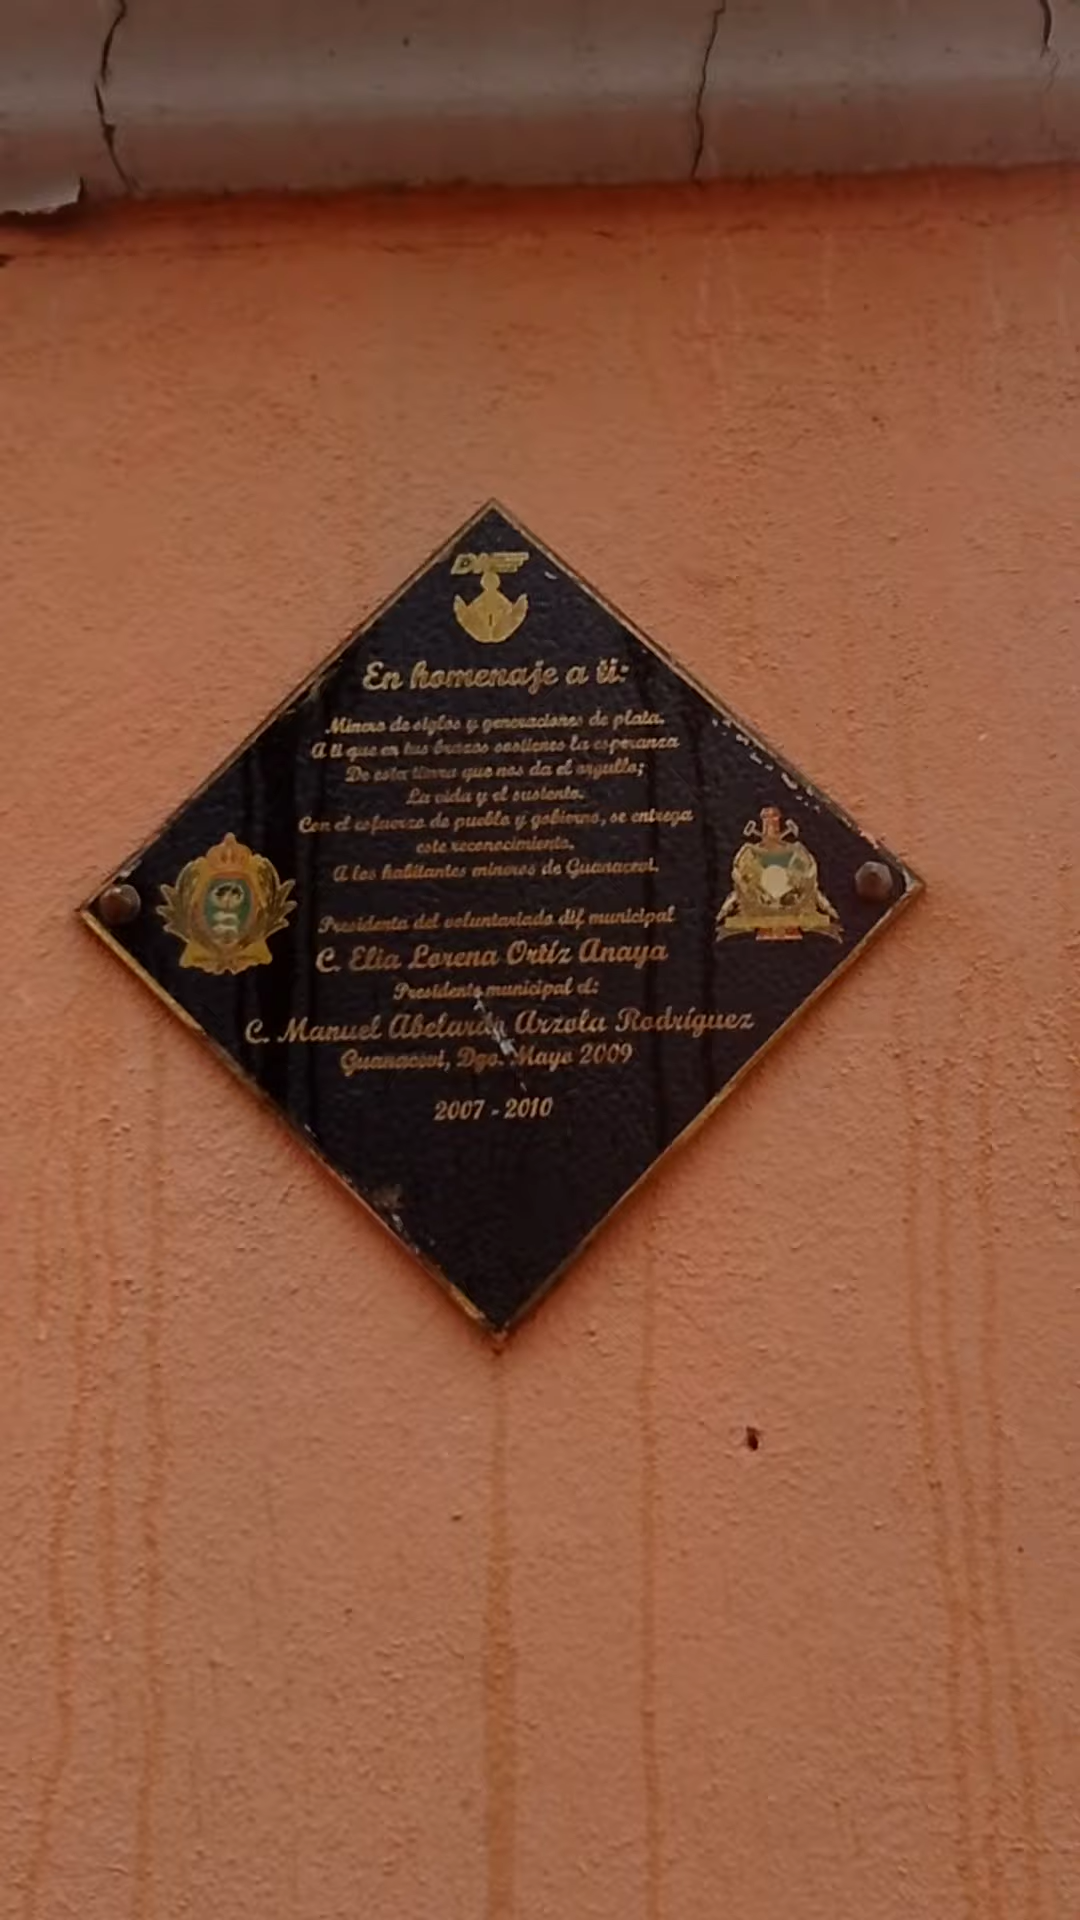 DIF
En homenaje a ti:
Minero de siglos y generaciones de plata.
A ti que en tus brazos sostienes la esperanza
De esta tierra que nos da el orgullo;
La vida y el sustento.
Con el esfuerzo de pueblo y gobierno, se entrega
este reconocimiento.
A los habitantes mineros de Guanaceví.
Presidenta del voluntariado dif municipal
C. Elia Lorena Ortíz Anaya
Presidente municipal el:
C. Manuel Abelardo Arzola Rodríguez
Guanaceví, Dgo. Mayo 2009
2007 - 2010